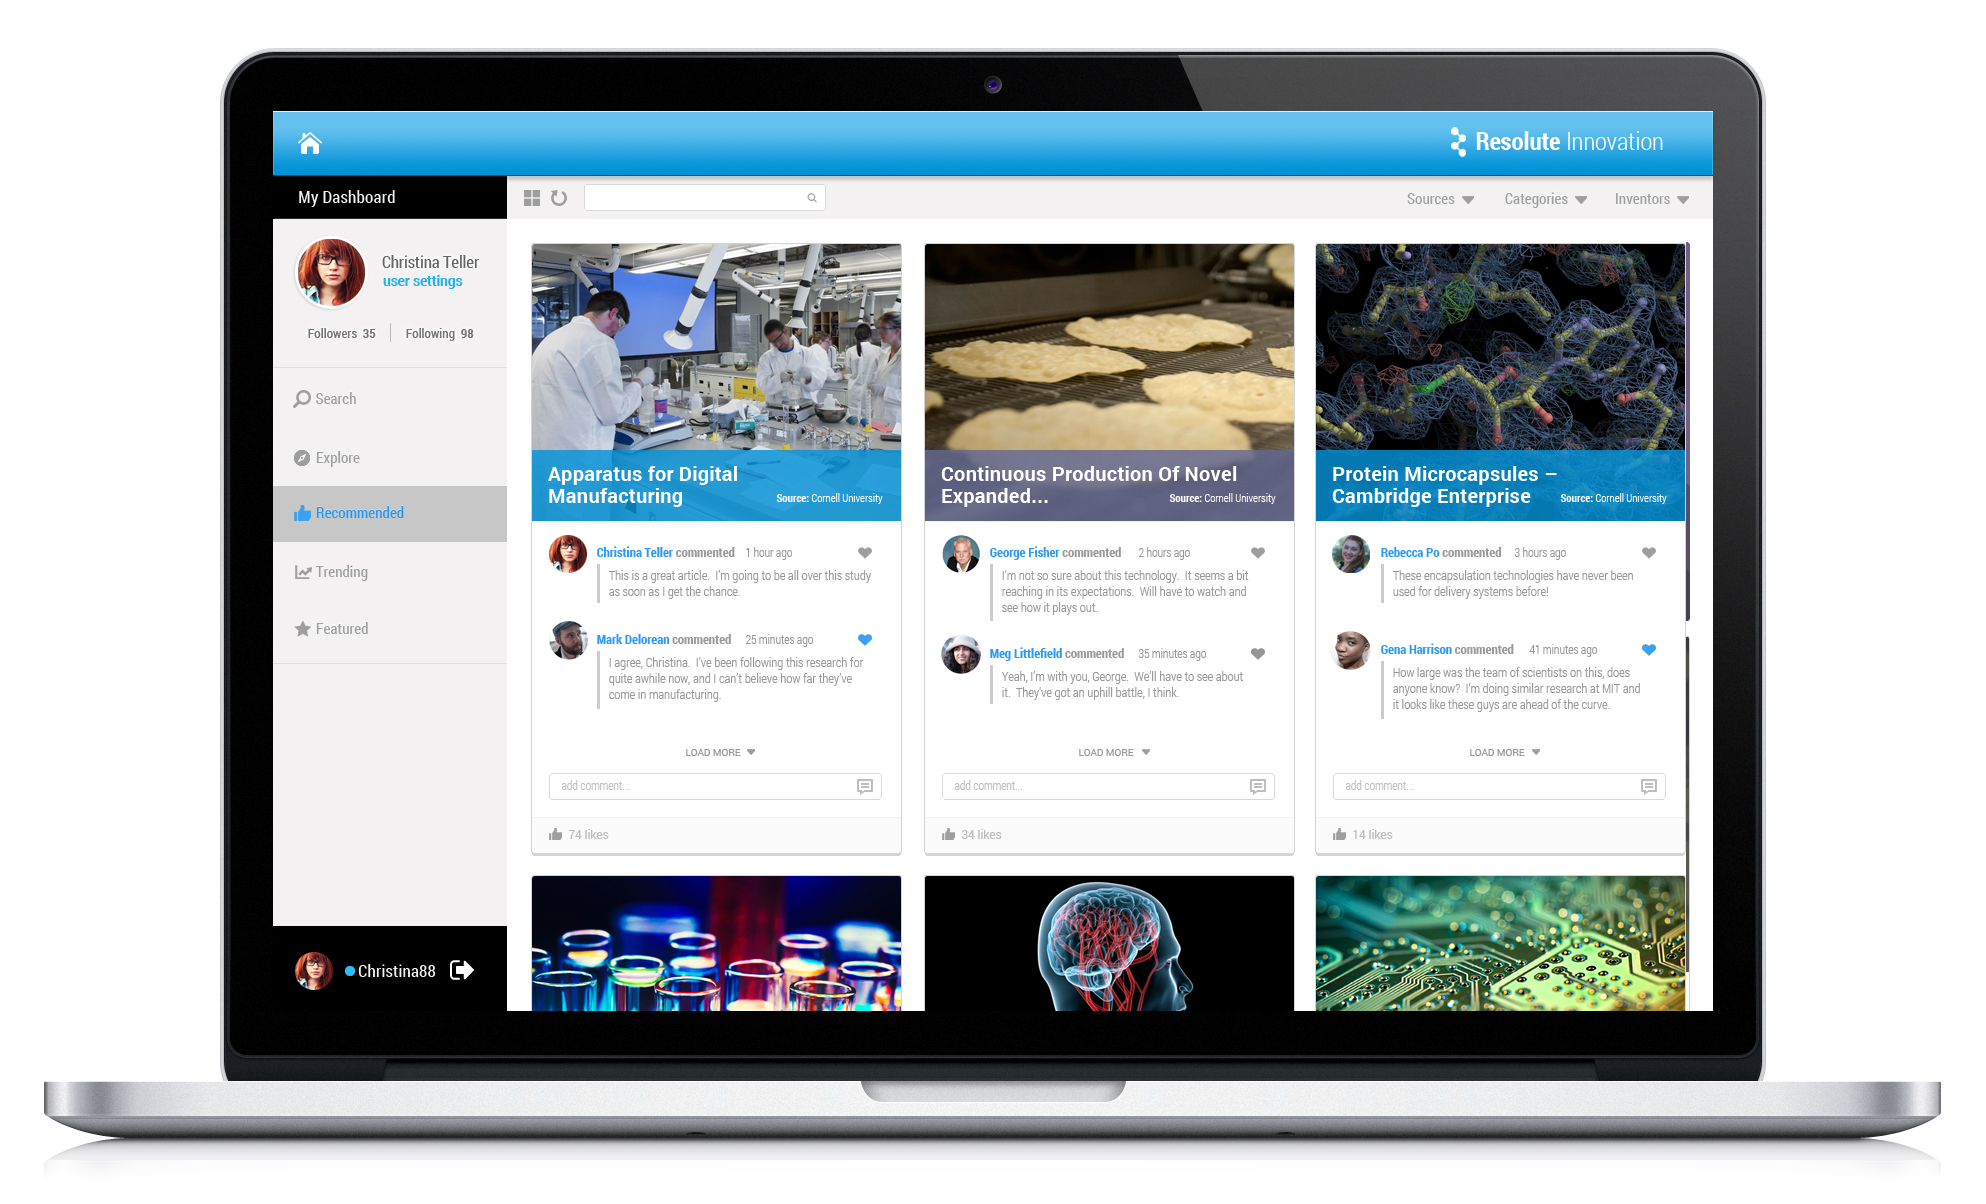 Resolute Innovation
My Dashboard
Sources
Categories
Inventors
Christina Teller
user settings
Followers 35
Following 98
Search
Explore
Recommended
Trending
Featured
Christina88
Apparatus for Digital
Manufacturing
Source: Cornell University
Christina Teller commented 1 hour ago
This is a great article. I'm going to be all over this study
as soon as I get the chance.
Mark Delorean commented 25 minutes ago
I agree, Christina. I've been following this research for
quite awhile now, and I can't believe how far they've
come in manufacturing.
LOAD MORE
add comment...
74 likes
Continuous Production Of Novel
Expanded...
Source: Cornell University
George Fisher commented 2 hours ago
I'm not so sure about this technology. It seems a bit
reaching in its expectations. Will have to watch and
see how it plays out.
Meg Littlefield commented 35 minutes ago
Yeah, I'm with you, George. We'll have to see about
it. They've got an uphill battle, I think.
LOAD MORE
add comment...
34 likes
Protein Microcapsules –
Cambridge Enterprise
Source: Cornell University
Rebecca Po commented 3 hours ago
These encapsulation technologies have never been
used for delivery systems before!
Gena Harrison commented 41 minutes ago
How large was the team of scientists on this, does
anyone know? I'm doing similar research at MIT and
it looks like these guys are ahead of the curve.
LOAD MORE
add comment...
14 likes